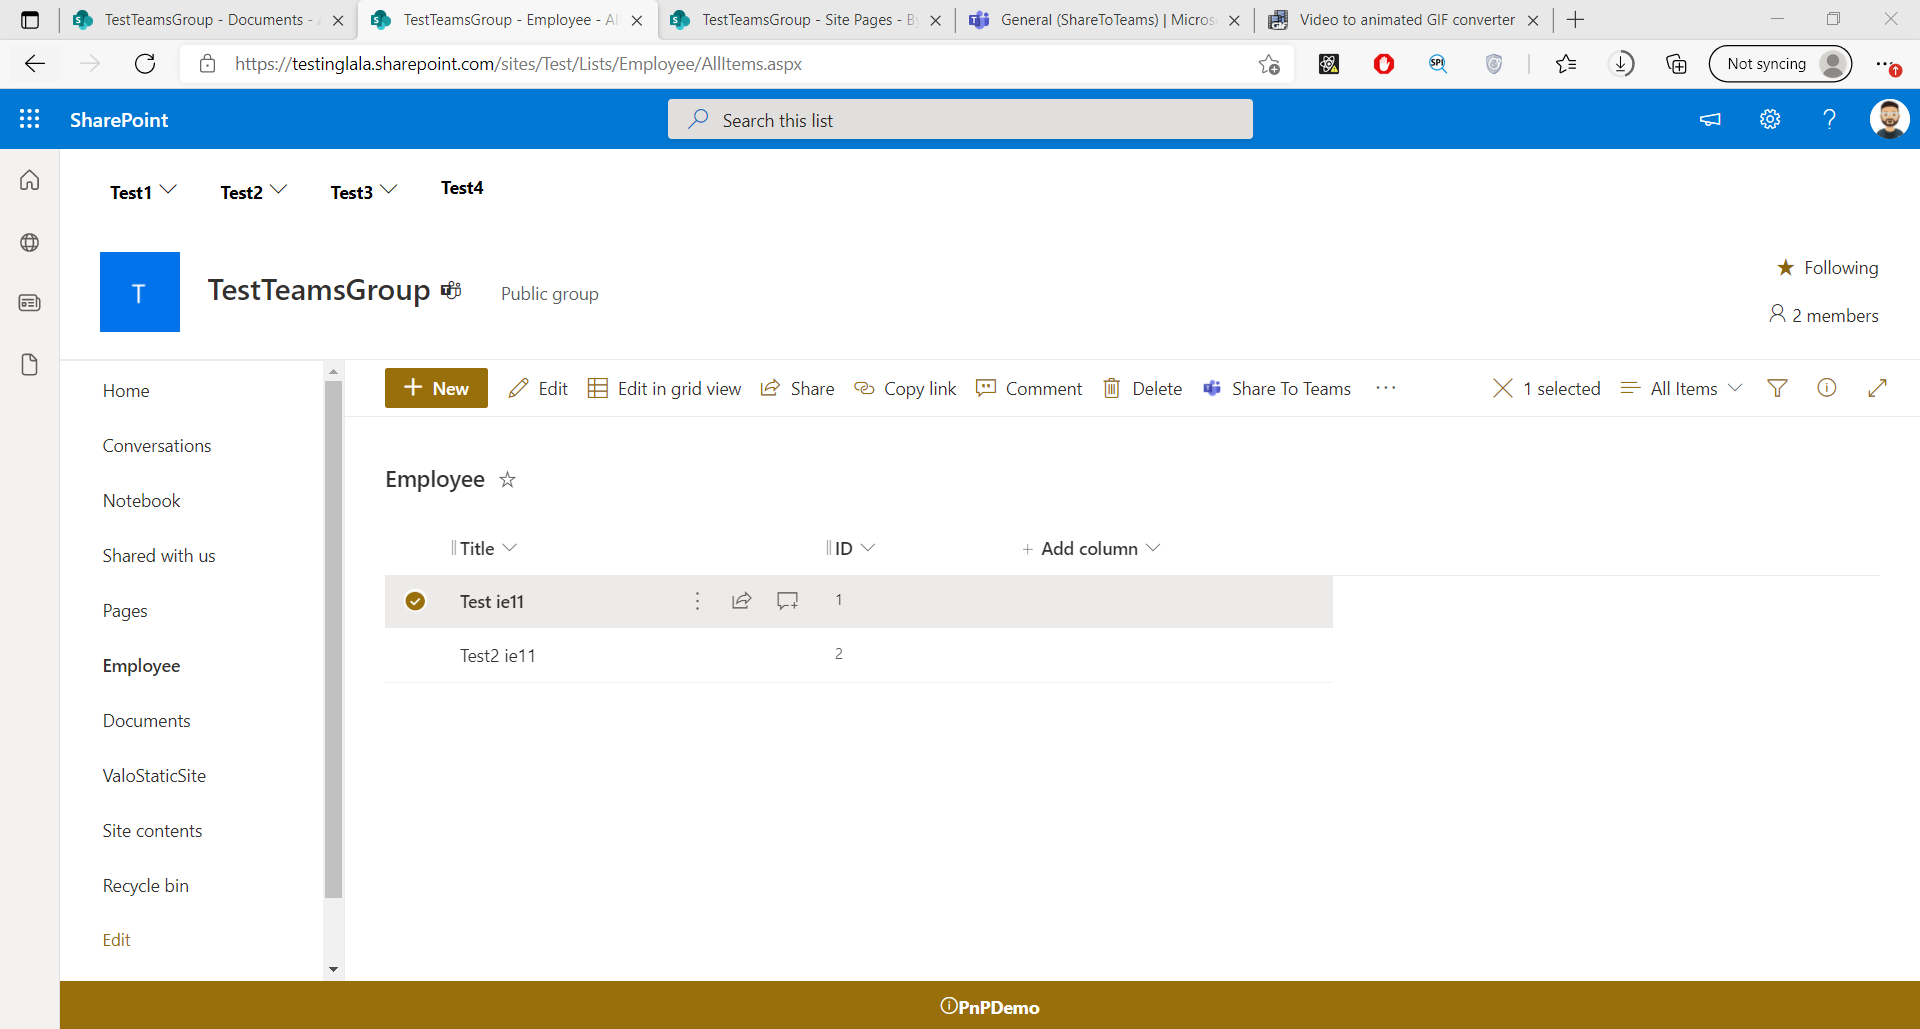 TestTeamsGroup - Documents -
TestTeamsGroup - Employee - Al
TestTeamsGroup - Site Pages - By
General (ShareToTeams) | Micros
Video to animated GIF converter
https://testinglala.sharepoint.com/sites/Test/Lists/Employee/AllItems.aspx
SPI
Not syncing
SharePoint
Search this list
Test1
Test2
Test3
Test4
T
TestTeamsGroup
Public group
Following
2 members
Home
Conversations
Notebook
Shared with us
Pages
Employee
Documents
ValoStaticSite
Site contents
Recycle bin
Edit
+ New
Edit
Edit in grid view
Share
Copy link
Comment
Delete
Share To Teams
...
1 selected
All Items
Employee
Title
ID
+ Add column
Test ie11
1
Test2 ie11
2
PnPDemo